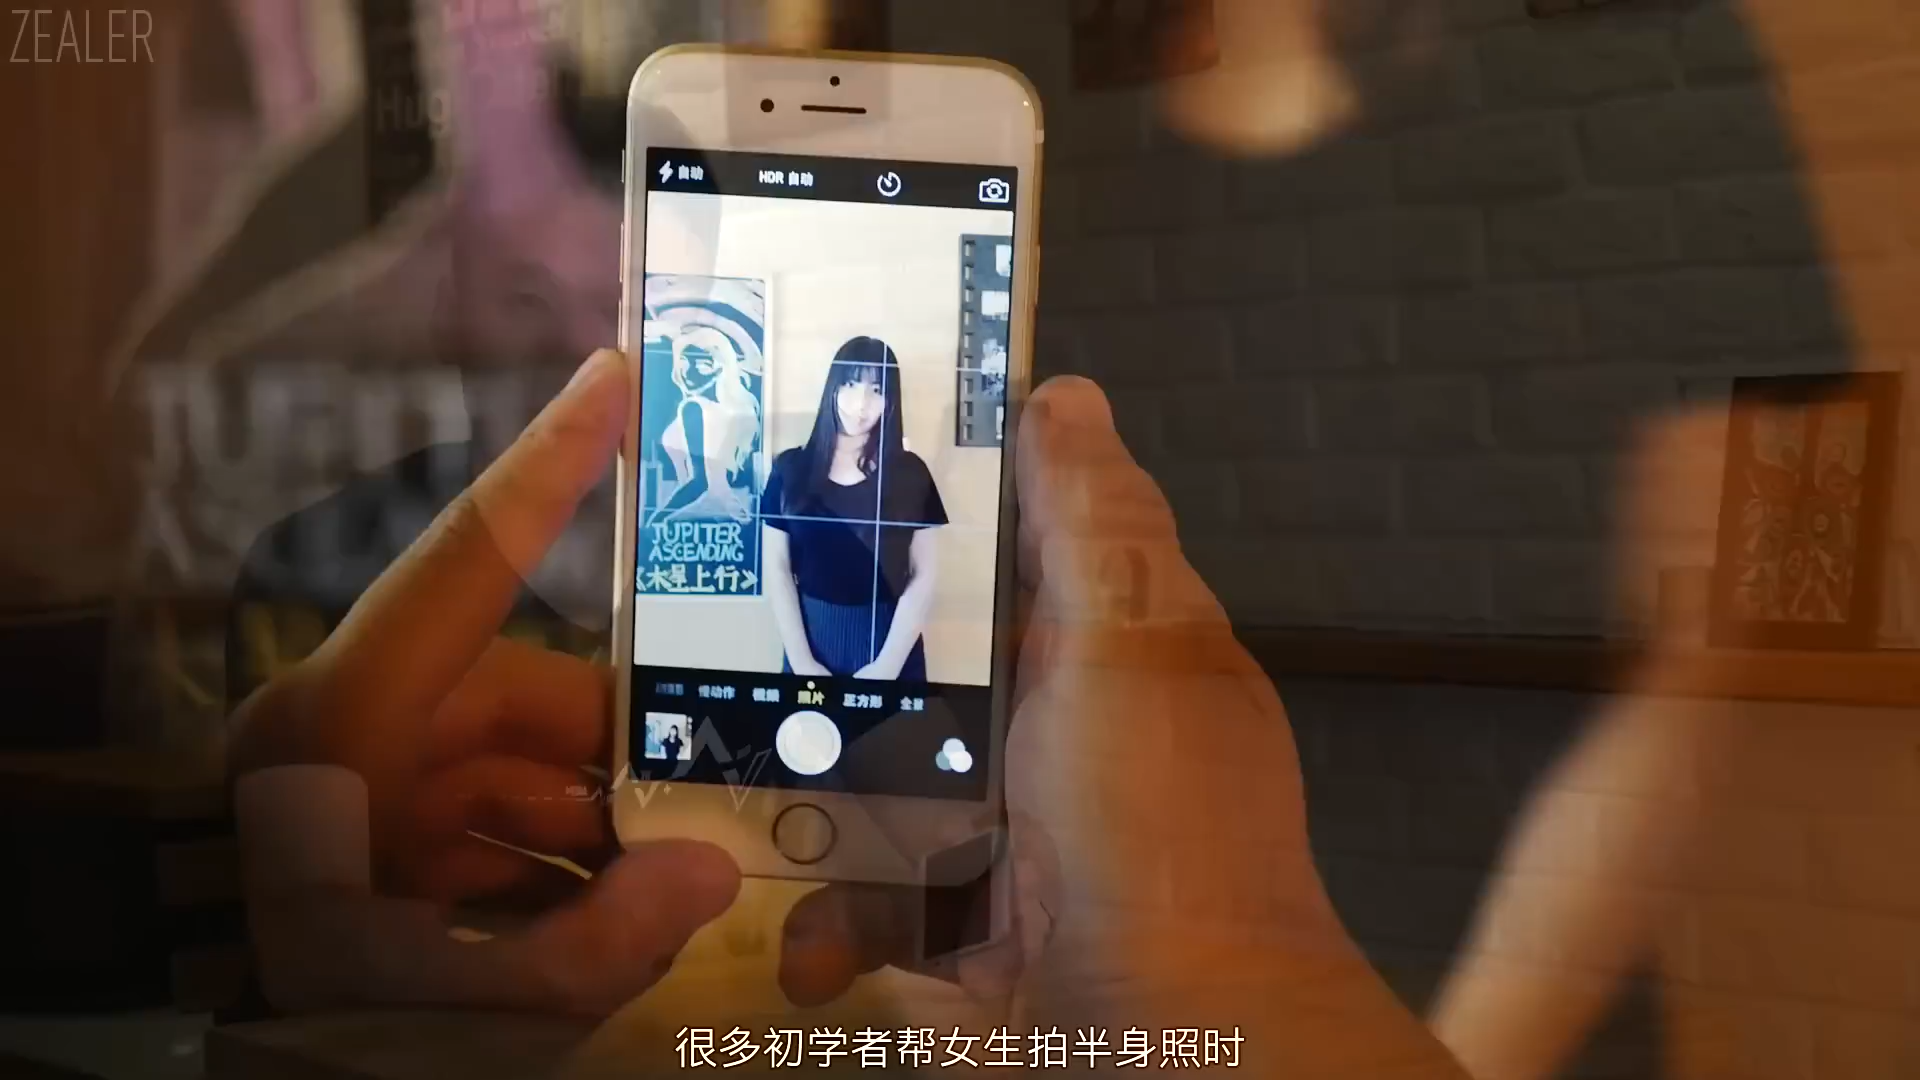 ZEALER
Hug
自动
HDR 自动
JUPITER
ASCENDING
《木星上行》
慢动作 视频 照片 正方形 全景
很多初学者帮女生拍半身照时